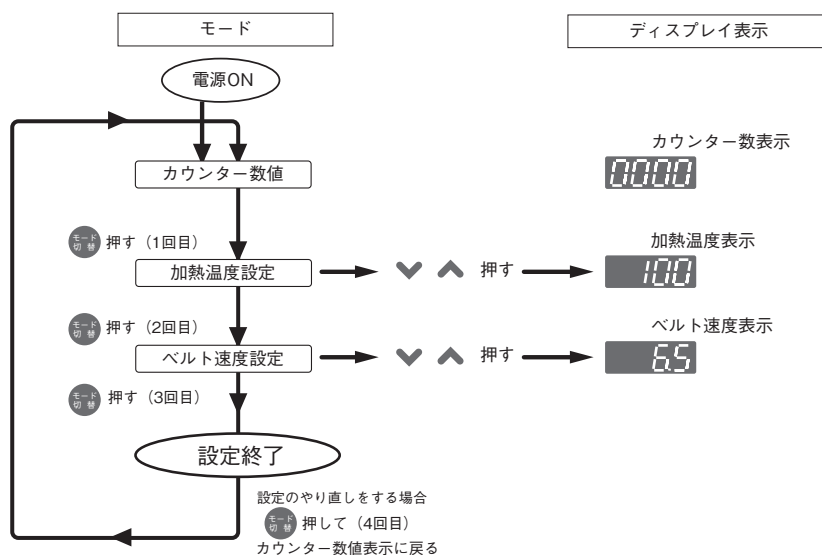 モード
ディスプレイ表示
電源ON
カウンター数表示
カウンター数値
0000
モード
切 替
押す（1回目）
加熱温度表示
加熱温度設定
押す
100
モード
切 替
押す（2回目）
ベルト速度表示
ベルト速度設定
押す
6.5
モード
切 替
押す（3回目）
設定終了
設定のやり直しをする場合
モード
切 替
押して（4回目）
カウンター数値表示に戻る